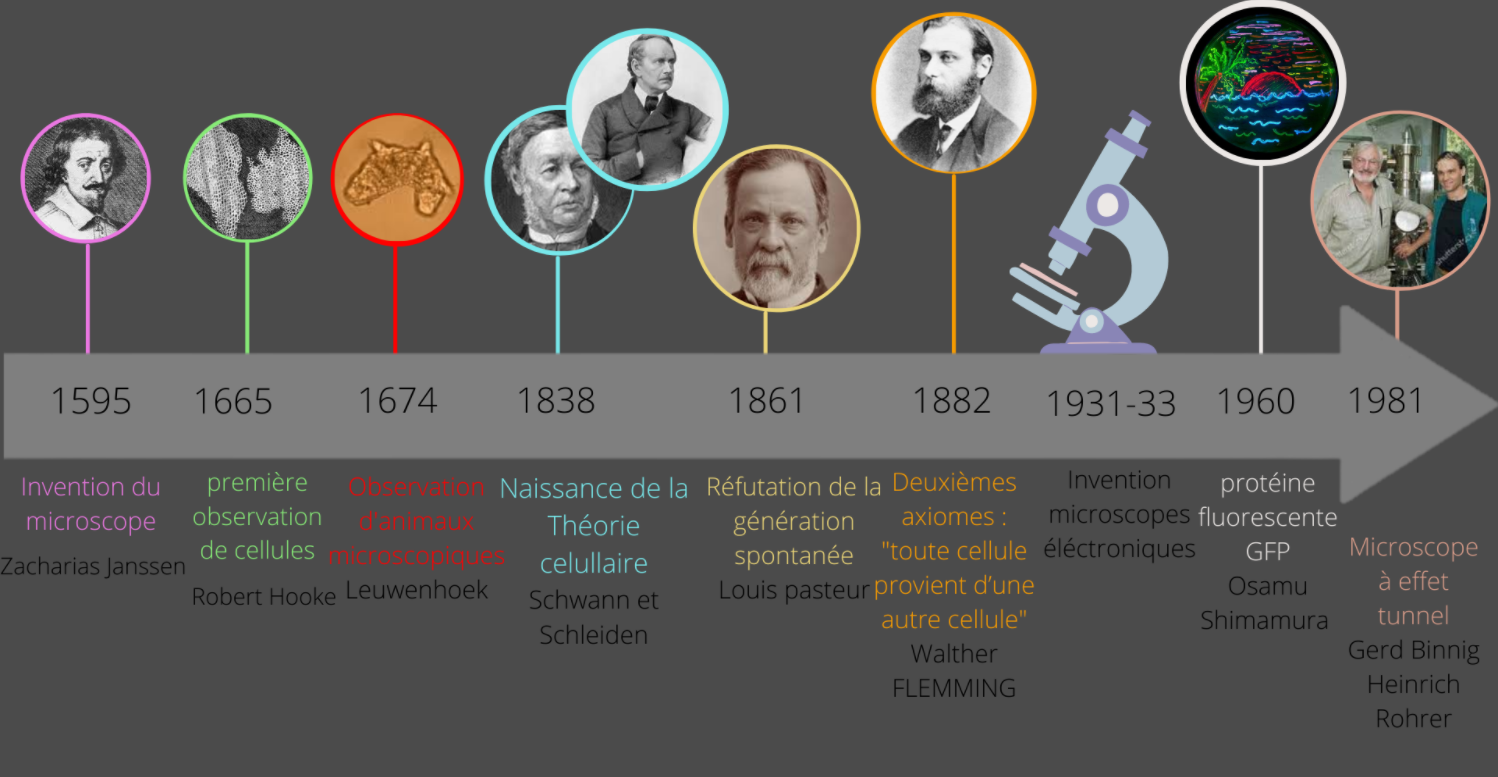 1595
1665
1674
1838
1861
1882
1931-33
1960
1981
Invention du
microscope
Zacharias Janssen
première
observation
de cellules
Robert Hooke
Observation
d'animaux
microscopiques
Leuwenhoek
Naissance de la
Théorie
celullaire
Schwann et
Schleiden
Réfutation de la
génération
spontanée
Louis pasteur
Deuxièmes
axiomes :
"toute cellule
provient d’une
autre cellule"
Walther
FLEMMING
Invention
microscopes
éléctroniques
protéine
fluorescente
GFP
Osamu
Shimamura
Microscope
à effet
tunnel
Gerd Binnig
Heinrich
Rohrer